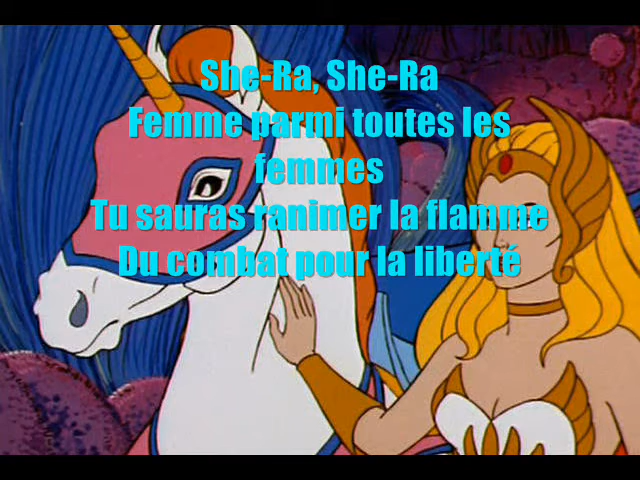 She-Ra, She-Ra
Femme parmi toutes les
femmes
Tu sauras ranimer la flamme
Du combat pour la liberté